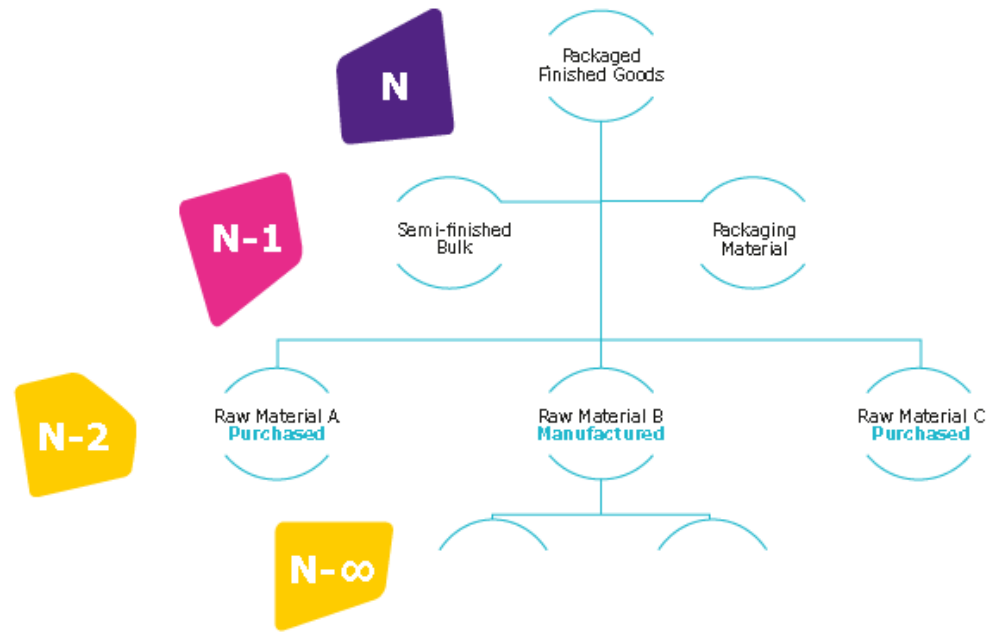 N
Packaged
Finished Goods
N-1
Semi-finished
Bulk
Packaging
Material
N-2
Raw Material A
Purchased
Raw Material B
Manufactured
Raw Material C
Purchased
N-∞